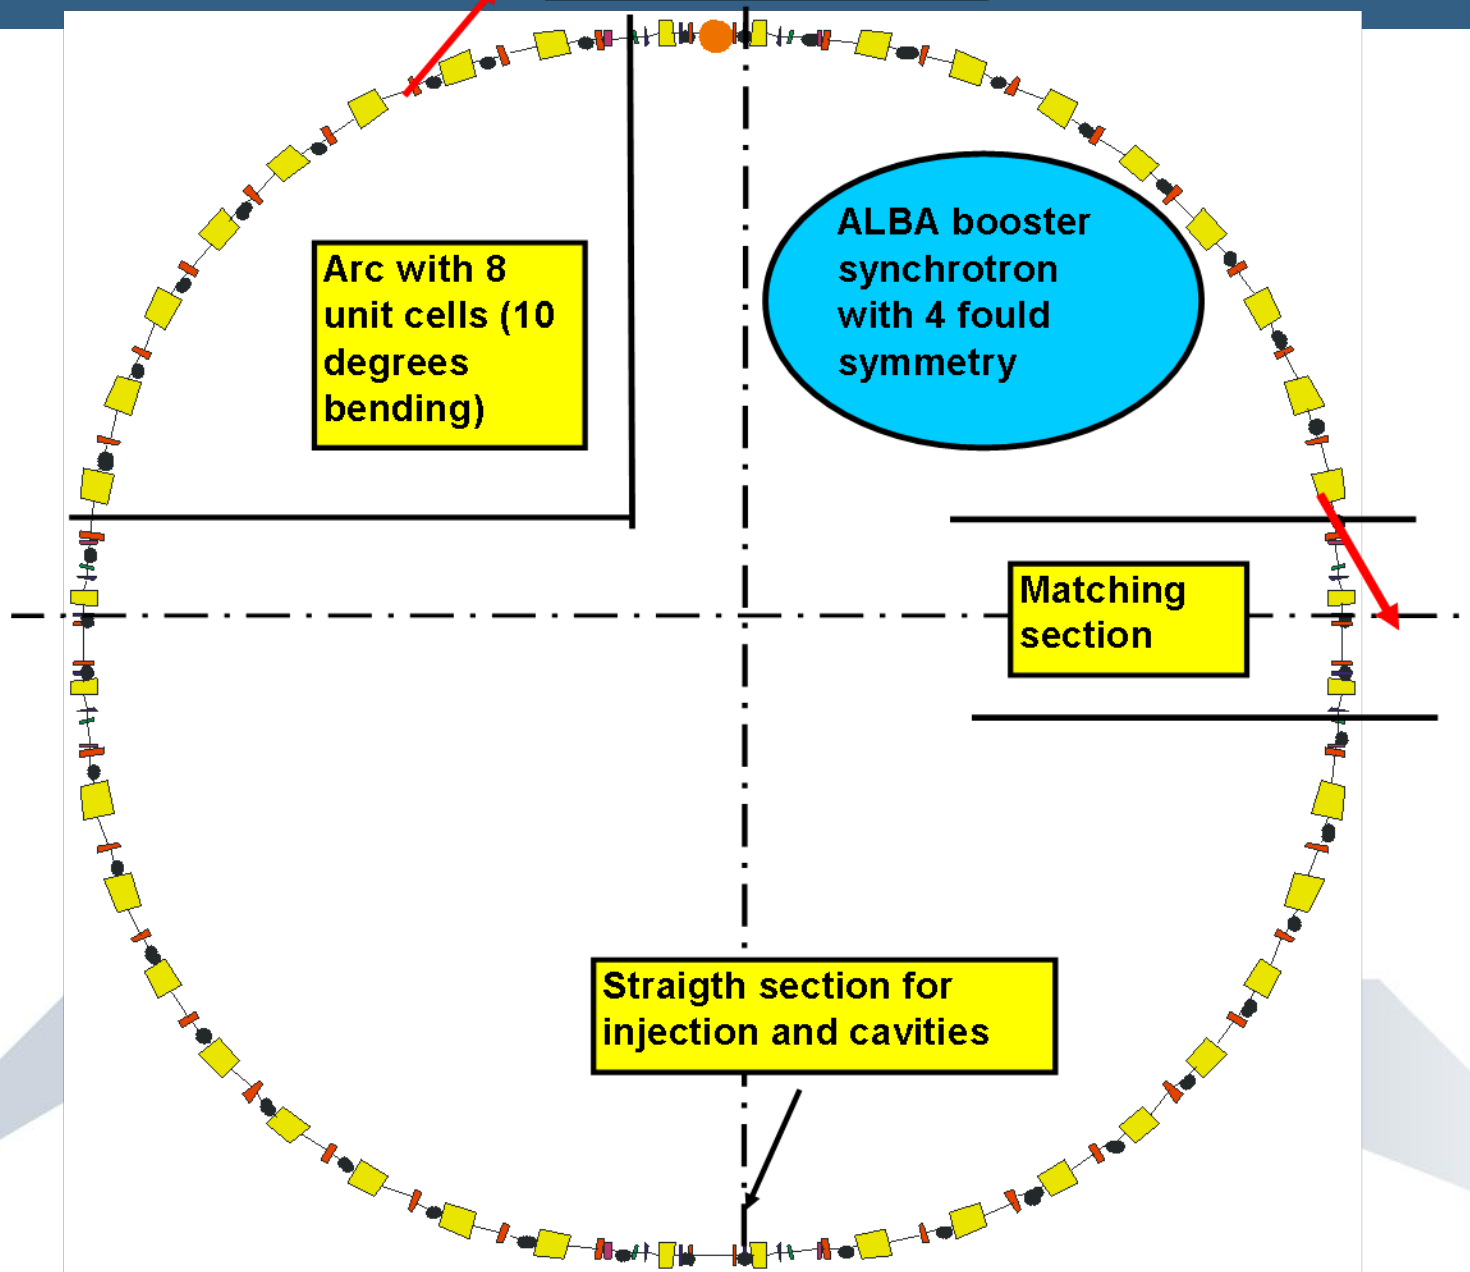 ALBA booster
synchrotron
with 4 fould
symmetry
Arc with 8
unit cells (10
degrees
bending)
Matching
section
Straigth section for
injection and cavities